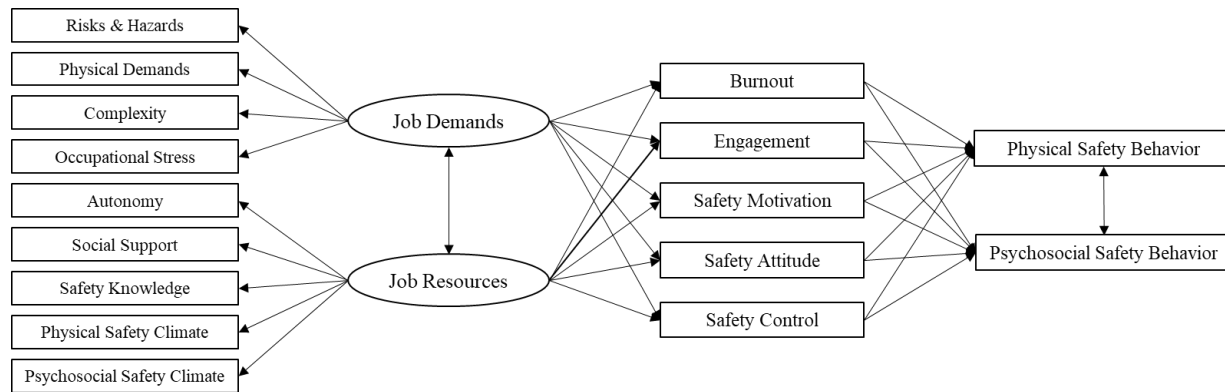 Risks & Hazards
Physical Demands
Complexity
Occupational Stress
Autonomy
Social Support
Safety Knowledge
Physical Safety Climate
Psychosocial Safety Climate
Job Demands
Job Resources
Burnout
Engagement
Safety Motivation
Safety Attitude
Safety Control
Physical Safety Behavior
Psychosocial Safety Behavior